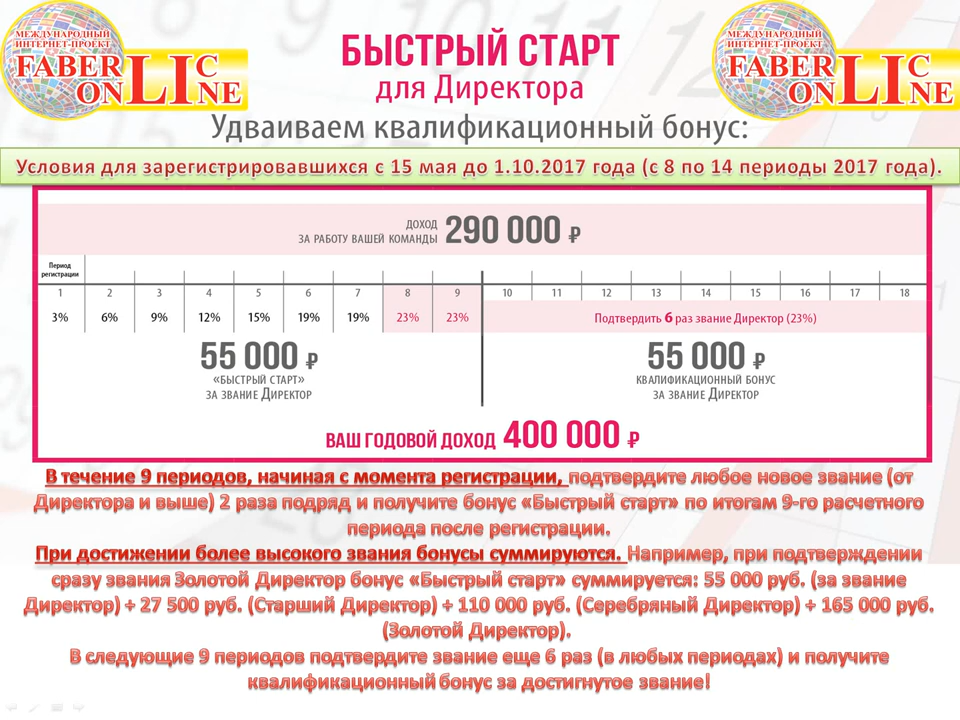 МЕЖДУНАРОДНЫЙ
ИНТЕРНЕТ-ПРОЕКТ
FABERLIC
ONLINE
БЫСТРЫЙ СТАРТ
для Директора
МЕЖДУНАРОДНЫЙ
ИНТЕРНЕТ-ПРОЕКТ
FABERLIC
ONLINE
Удваиваем квалификационный бонус:
Условия для зарегистрировавшихся с 15 мая до 1.10.2017 года (с 8 по 14 периоды 2017 года).
ДОХОД
ЗА РАБОТУ ВАШЕЙ КОМАНДЫ 290 000 ₽
Период
регистрации
1 2 3 4 5 6 7 8 9 10 11 12 13 14 15 16 17 18
3% 6% 9% 12% 15% 19% 19% 23% 23% Подтвердить 6 раз звание Директор (23%)
55 000 ₽ 55 000 ₽
«БЫСТРЫЙ СТАРТ» КВАЛИФИКАЦИОННЫЙ БОНУС
ЗА ЗВАНИЕ ДИРЕКТОР ЗА ЗВАНИЕ ДИРЕКТОР
ВАШ ГОДОВОЙ ДОХОД 400 000 ₽
В течение 9 периодов, начиная с момента регистрации, подтвердите любое новое звание (от
Директора и выше) 2 раза подряд и получите бонус «Быстрый старт» по итогам 9-го расчетного
периода после регистрации.
При достижении более высокого звания бонусы суммируются. Например, при подтверждении
сразу звания Золотой Директор бонус «Быстрый старт» суммируется: 55 000 руб. (за звание
Директор) + 27 500 руб. (Старший Директор) + 110 000 руб. (Серебряный Директор) + 165 000 руб.
(Золотой Директор).
В следующие 9 периодов подтвердите звание еще 6 раз (в любых периодах) и получите
квалификационный бонус за достигнутое звание!